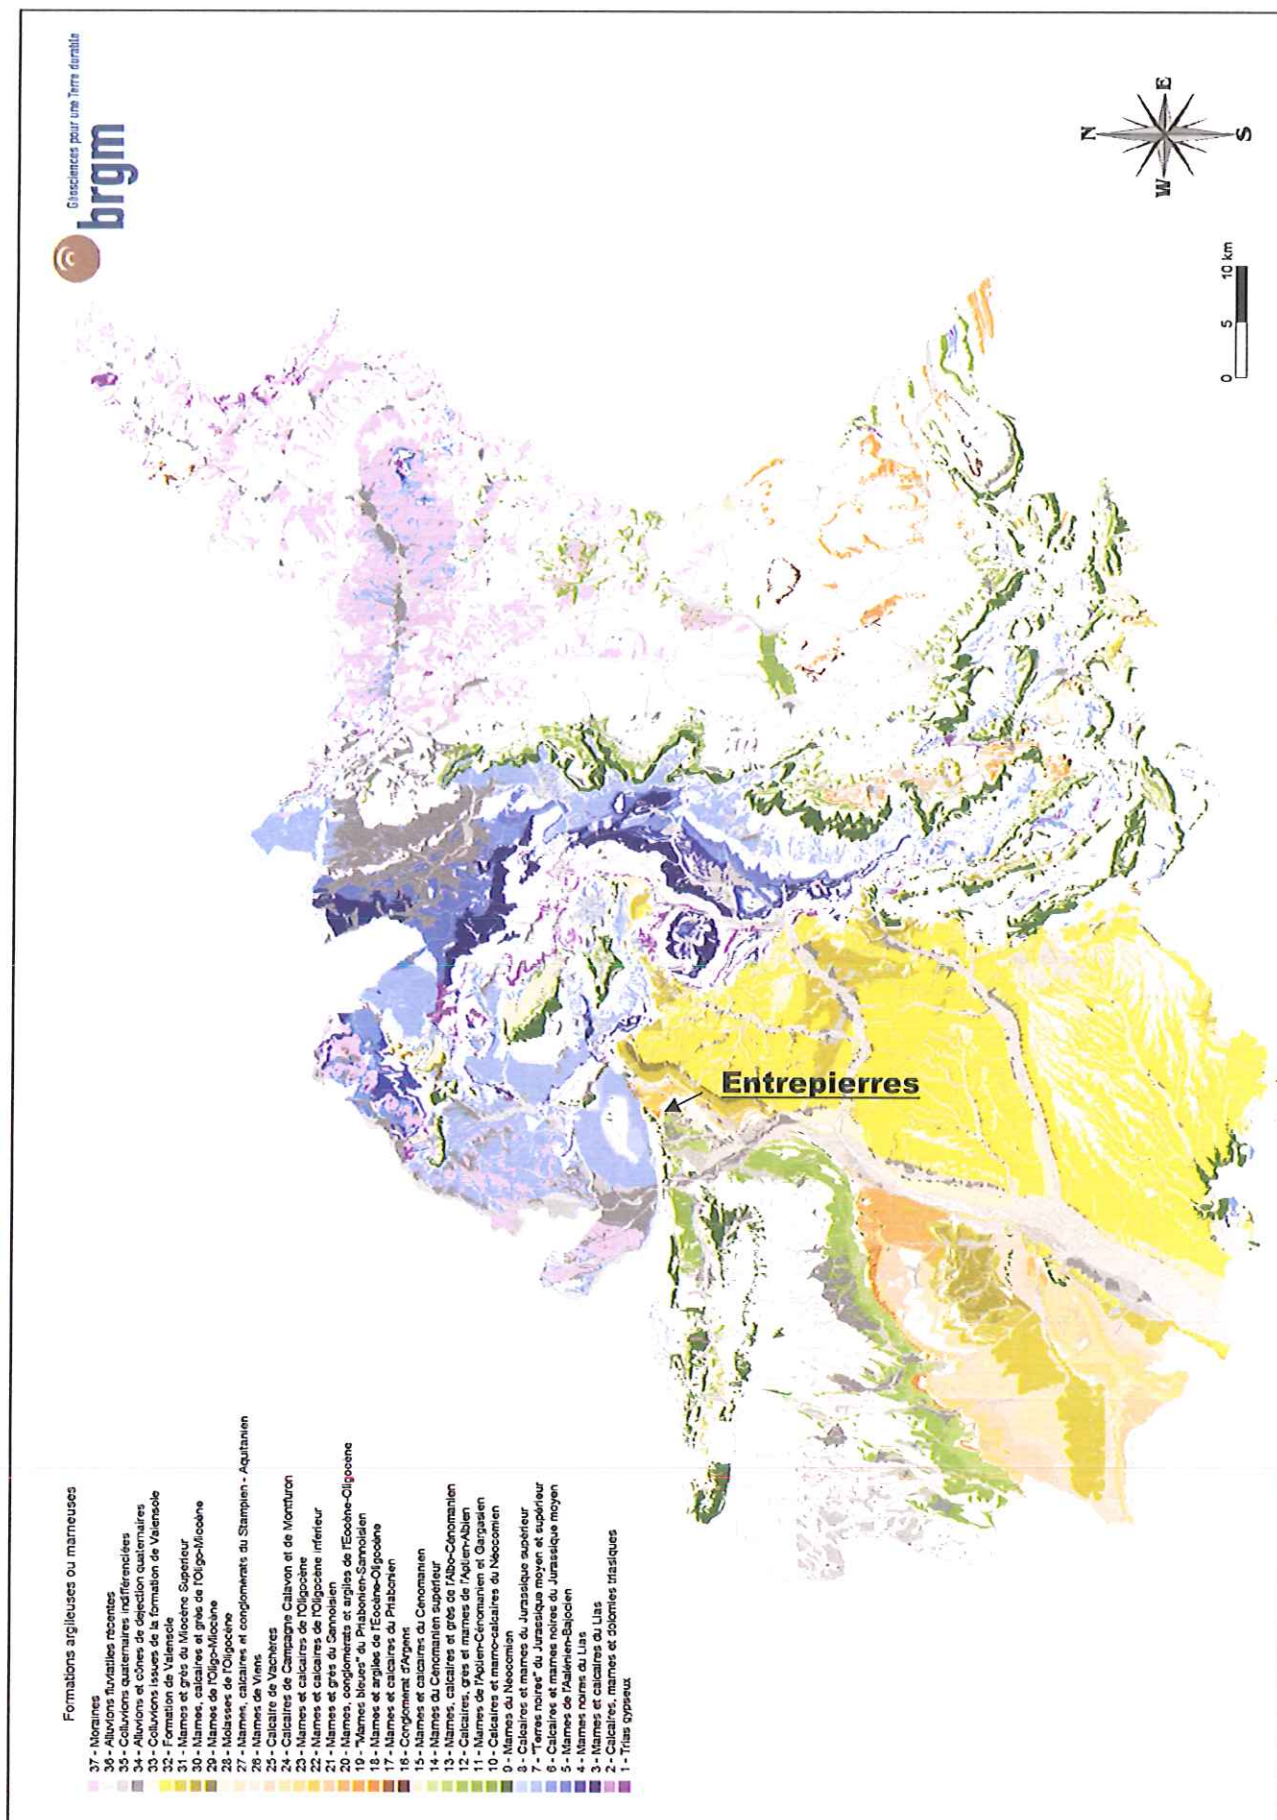 Géosciences pour une Terre durable
brgm
Formations argileuses ou marneuses
37 - Moraines
36 - Alluvions fluviatiles récentes
35 - Colluvions quaternaires indifférenciées
34 - Alluvions et cônes de déjection quaternaires
33 - Colluvions issues de la formation de Valensole
32 - Formation de Valensole
31 - Marnes et grès du Miocène Supérieur
30 - Marnes, calcaires et grès de l'Oligo-Miocène
29 - Marnes de l'Oligo-Miocène
28 - Molasses de l'Oligocène
27 - Marnes, calcaires et conglomérats du Stampien - Aquitanien
26 - Marnes de Viens
25 - Calcaire de Vachères
24 - Calcaires de Campagne Calavon et de Montfuron
23 - Marnes et calcaires de l'Oligocène
22 - Marnes et calcaires de l'Oligocène inférieur
21 - Marnes et grès du Sannoisien
20 - Marnes, conglomérats et argiles de l'Eocène-Oligocène
19 - "Marnes bleues" du Priabonien-Sannoisien
18 - Marnes et argiles de l'Eocène-Oligocène
17 - Marnes et calcaires du Priabonien
16 - Conglomérat d'Argens
15 - Marnes et calcaires du Cénomanien
14 - Marnes du Cénomanien supérieur
13 - Marnes, calcaires et grès de l'Albo-Cénomanien
12 - Calcaires, grès et marnes de l'Aptien-Albien
11 - Marnes de l'Aptien-Cénomanien et Gargasien
10 - Calcaires et marno-calcaires du Néocomien
9 - Marnes du Néocomien
8 - Calcaires et marnes du Jurassique supérieur
7 - "Terres noires" du Jurassique moyen et supérieur
6 - Calcaires et marnes noires du Jurassique moyen
5 - Marnes de l'Aalénien-Bajocien
4 - Marnes noires du Lias
3 - Marnes et calcaires du Lias
2 - Calcaires, marnes et dolomies triasiques
1 - Trias gypseux
Entrepierres
N
W
E
S
0 5 10 km